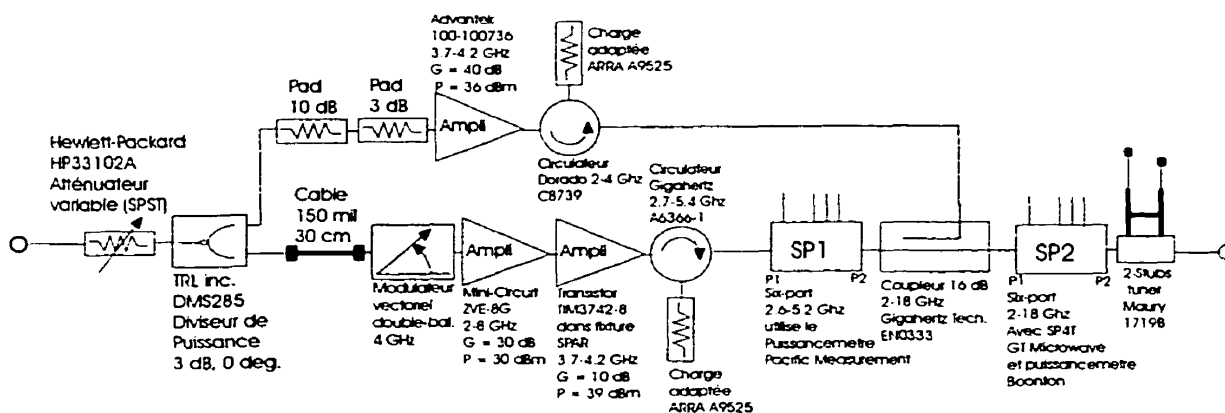 Advantek
100-100736
3.7-4.2 GHz
G = 40 dB
P = 36 dBm
Ampli
Charge
adaptée
ARRA A9525
Pad
10 dB
Pad
3 dB
Hewlett-Packard
HP33102A
Atténuateur
variable (SPST)
Circulateur
Dorado 2-4 Ghz
C8739
Circulateur
Gigahertz
2.7-5.4 GHz
A6366-1
Cable
150 mil
30 cm
TRL inc.
DMS285
Diviseur de
Puissance
3 dB, 0 deg.
Modulateur
vectoriel
double-bal.
4 GHz
Ampli
Mini-Circuit
ZVE-8G
2-8 GHz
G = 30 dB
P = 30 dBm
Ampli
Transistor
TIM3742-8
dans fixture
SPAR
3.7-4.2 GHz
G = 10 dB
P = 39 dBm
Charge
adaptée
ARRA A9525
SP1
P1
P2
Six-port
2.6-5.2 GHz
utilise le
Puissancemetre
Pacific Measurement
Coupleur 16 dB
2-18 GHz
Gigahertz Tech.
EN0333
SP2
P1
P2
Six-port
2-18 GHz
Avec SP4T
GT Microwave
et puissancemetre
Boonton
2-Stubs
tuner
Maury
1719B